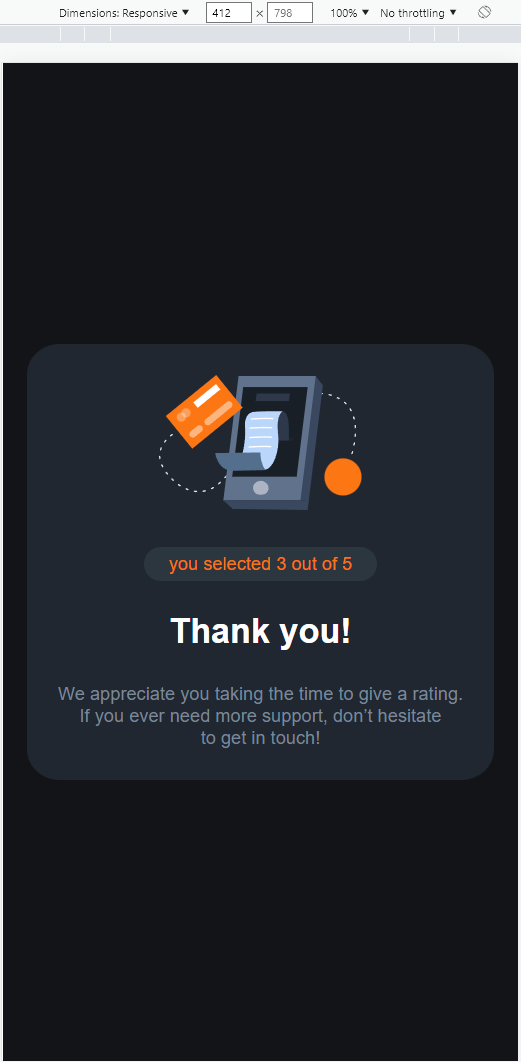 Dimensions: Responsive ▼ 412 × 798 100% ▼ No throttling ▼
you selected 3 out of 5
Thank you!
We appreciate you taking the time to give a rating.
If you ever need more support, don’t hesitate
to get in touch!